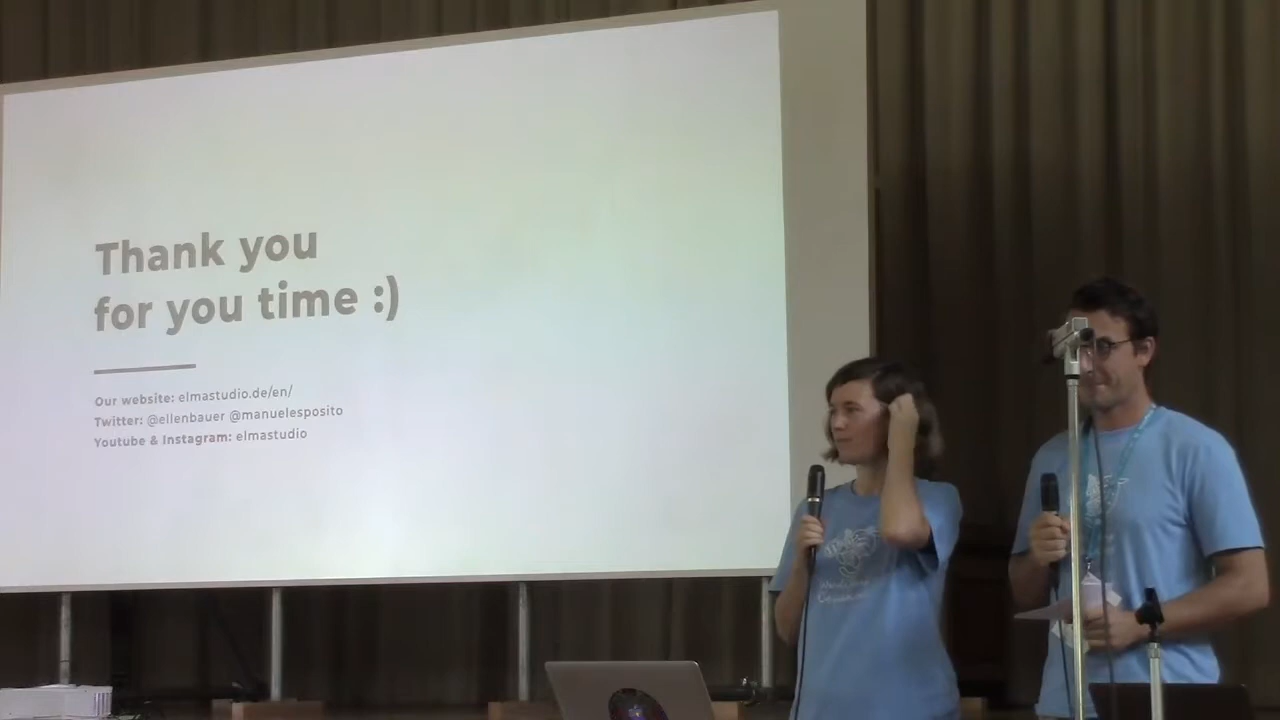 Thank you
for you time :)
Our website: elmastudio.de/en/
Twitter: @ellenbauer @manuelesposito
Youtube & Instagram: elmastudio